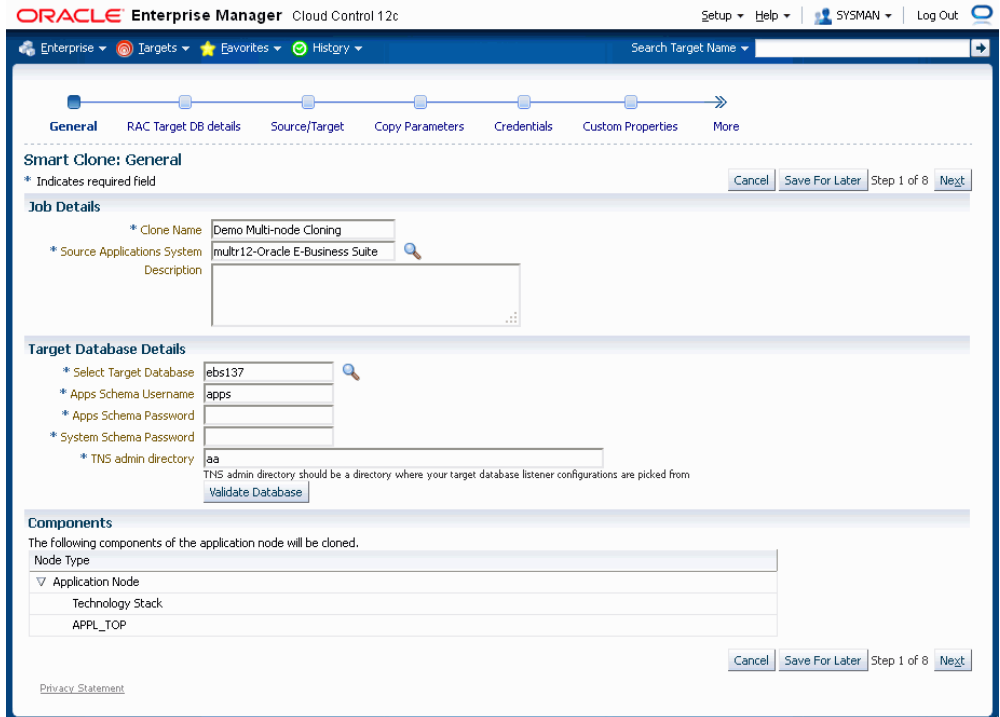 ORACLE Enterprise Manager Cloud Control 12c
Setup Help SYSMAN Log Out
Enterprise Targets Favorites History Search Target Name
General RAC Target DB details Source/Target Copy Parameters Credentials Custom Properties More
Smart Clone: General
* Indicates required field Cancel Save For Later Step 1 of 8 Next
Job Details
* Clone Name Demo Multi-node Cloning
* Source Applications System multr12-Oracle E-Business Suite
Description
Target Database Details
* Select Target Database ebs137
* Apps Schema Username apps
* Apps Schema Password
* System Schema Password
* TNS admin directory aa
TNS admin directory should be a directory where your target database listener configurations are picked from
Validate Database
Components
The following components of the application node will be cloned.
Node Type
Application Node
Technology Stack
APPL_TOP
Cancel Save For Later Step 1 of 8 Next
Privacy Statement